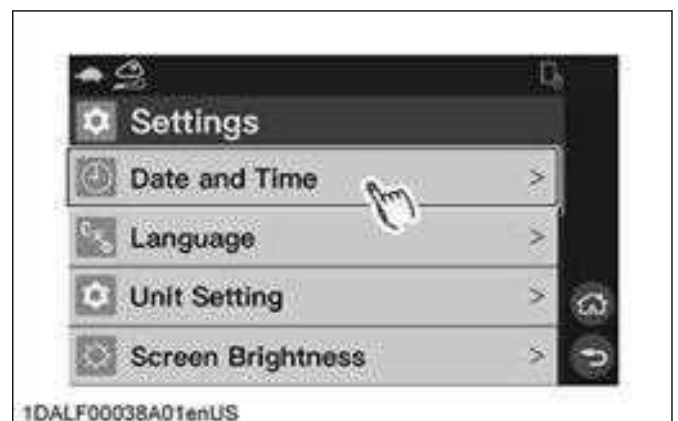 Settings
Date and Time >
Language >
Unit Setting >
Screen Brightness >
1DALF00038A01enUS